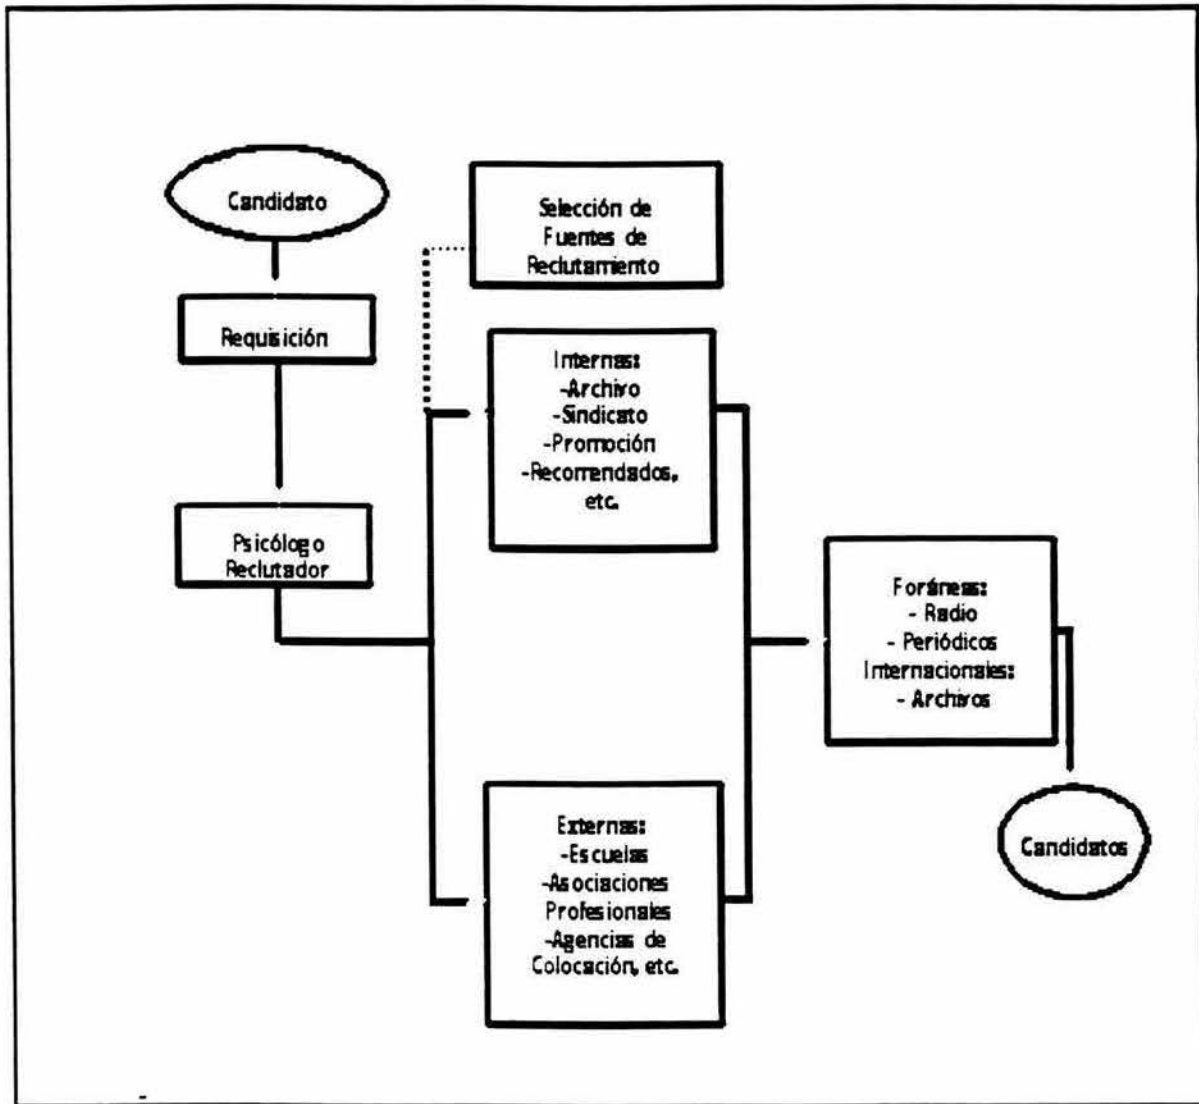 Candidato
Requisición
Psicólogo
Reclutador
Selección de
Fuentes de
Reclutamiento
Internas:
-Archivo
-Sindicato
-Promoción
-Recomendados,
etc.
Externas:
-Escuelas
-Asociaciones
Profesionales
-Agencias de
Colocación, etc.
Foráneas:
- Radio
- Periódicos
Internacionales:
- Archivos
Candidatos